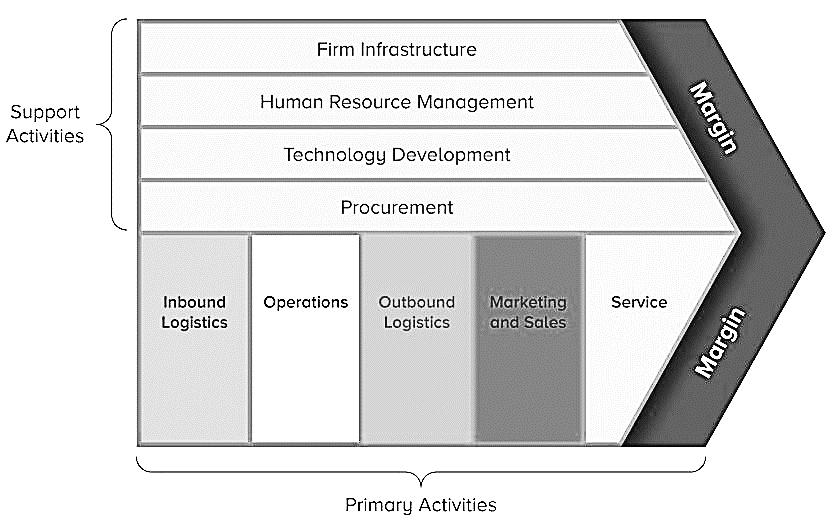 Firm Infrastructure
Human Resource Management
Technology Development
Procurement
Support
Activities
Margin
Inbound
Logistics
Operations
Outbound
Logistics
Marketing
and Sales
Service
Margin
Primary Activities